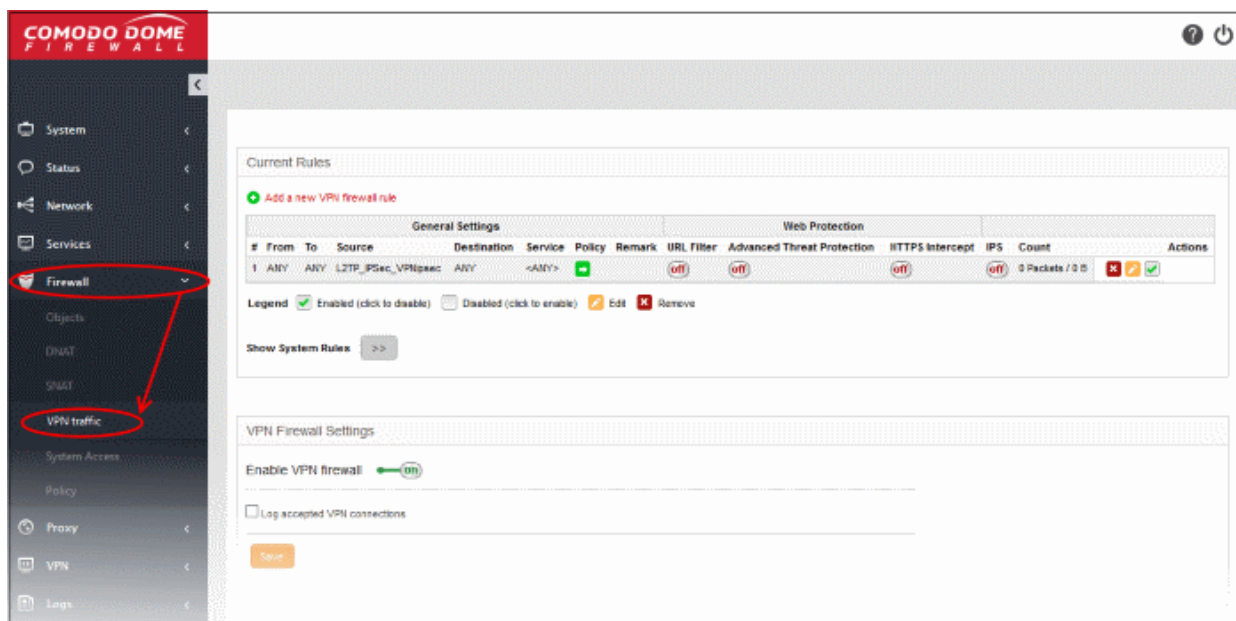 COMODO DOME
FIREWALL
System
Status
Network
Services
Firewall
Objects
DNAT
SNAT
VPN traffic
System Access
Policy
Proxy
VPN
Logs
Current Rules
Add a new VPN firewall rule
General Settings Web Protection
# From To Source Destination Service Policy Remark URL Filter Advanced Threat Protection HTTPS Intercept IPS Count Actions
1 ANY ANY L2TP_IPSec_VPNipsec ANY <ANY> off off off off 0 Packets / 0 B
Legend Enabled (click to disable) Disabled (click to enable) Edit Remove
Show System Rules >>
VPN Firewall Settings
Enable VPN firewall on
Log accepted VPN connections
Save